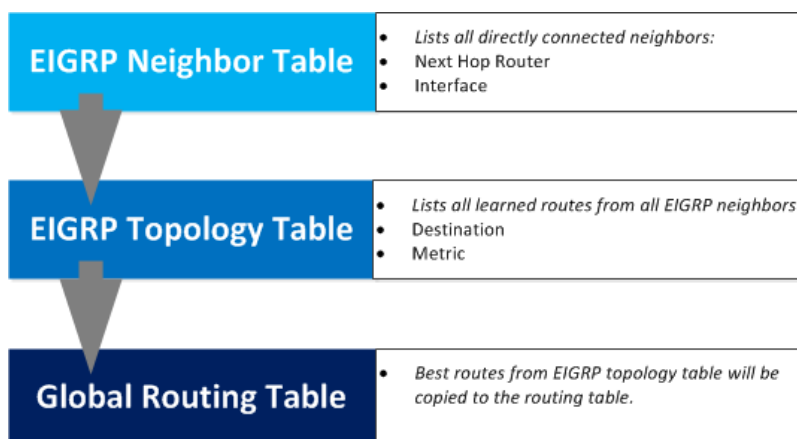 EIGRP Neighbor Table
• Lists all directly connected neighbors:
• Next Hop Router
• Interface
EIGRP Topology Table
• Lists all learned routes from all EIGRP neighbors
• Destination
• Metric
Global Routing Table
• Best routes from EIGRP topology table will be
copied to the routing table.